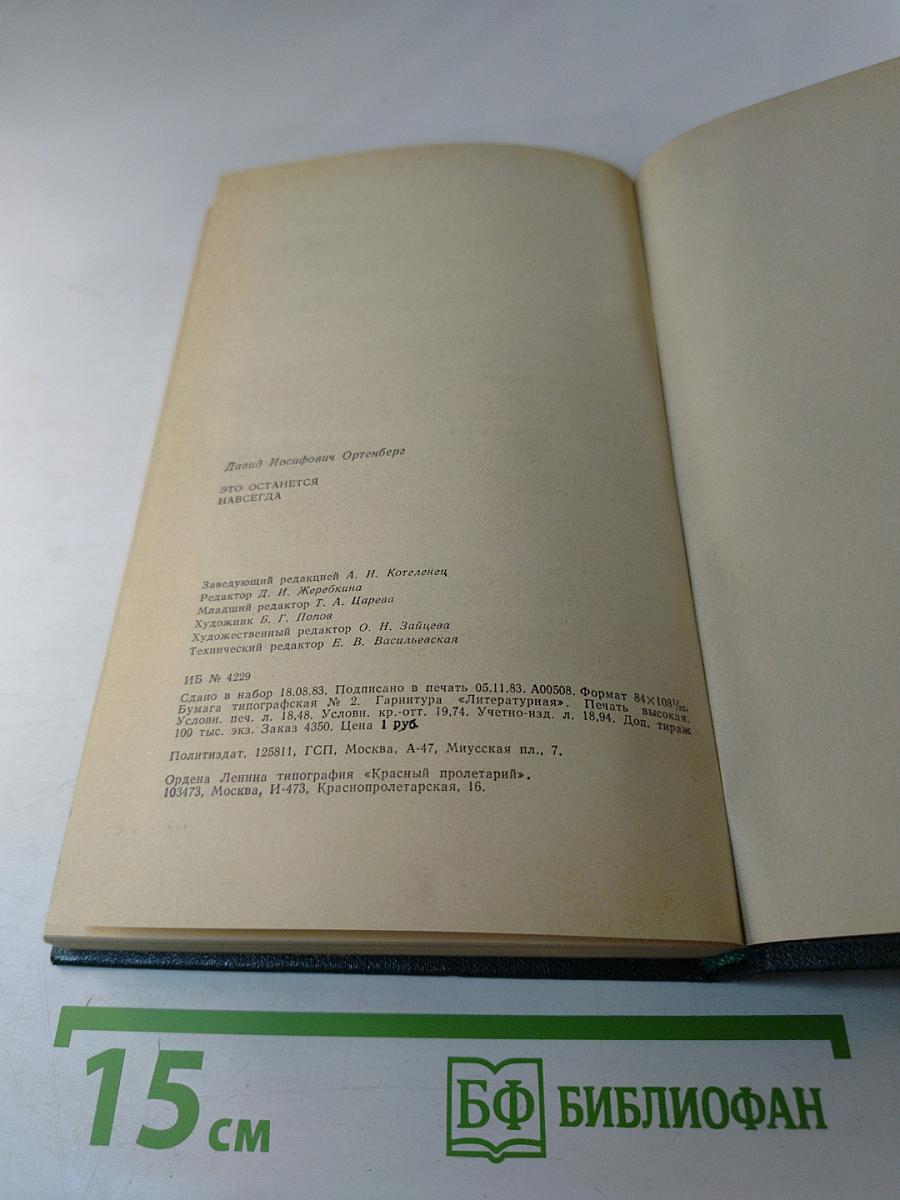 Давид Иосифович Ортенберг
ЭТО ОСТАНЕТСЯ
НАВСЕГДА
Заведующий редакцией А. И. Котеленец
Редактор Д. И. Жеребкина
Младший редактор Т. А. Царева
Художник Б. Г. Попов
Художественный редактор О. Н. Зайцева
Технический редактор Е. В. Васильевская
ИБ № 4229
Сдано в набор 18.08.83. Подписано в печать 05.11.83. А00508. Формат 84×108¹/₃₂.
Бумага типографская № 2. Гарнитура «Литературная». Печать высокая.
Условн. печ. л. 18,48. Условн. кр.-отт. 19,74. Учетно-изд. л. 18,94. Доп. тираж
100 тыс. экз. Заказ 4350. Цена 1 руб.
Политиздат. 125811, ГСП, Москва, А-47, Миусская пл., 7.
Ордена Ленина типография «Красный пролетарий».
103473, Москва, И-473, Краснопролетарская, 16.
15 см
БФ БИБЛИОФАН